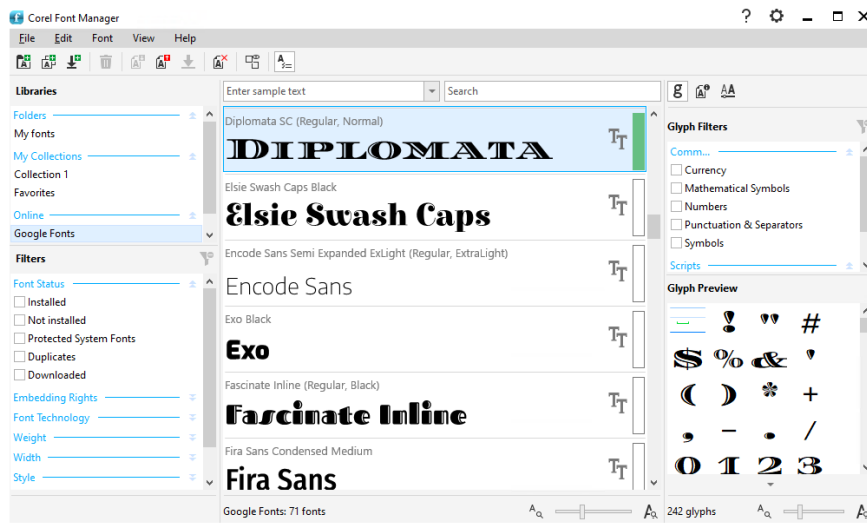 Corel Font Manager
File Edit Font View Help
Libraries
Folders
My fonts
My Collections
Collection 1
Favorites
Online
Google Fonts
Filters
Font Status
Installed
Not installed
Protected System Fonts
Duplicates
Downloaded
Embedding Rights
Font Technology
Weight
Width
Style
Enter sample text
Search
Diplomata SC (Regular, Normal)
DIPLOMATA
Elsie Swash Caps Black
Elsie Swash Caps
Encode Sans Semi Expanded ExLight (Regular, ExtraLight)
Encode Sans
Exo Black
Exo
Fascinate Inline (Regular, Black)
Fascinate Inline
Fira Sans Condensed Medium
Fira Sans
Google Fonts: 71 fonts
Glyph Filters
Comm...
Currency
Mathematical Symbols
Numbers
Punctuation & Separators
Symbols
Scripts
Glyph Preview
! " #
$ % & '
( ) * +
, - . /
0 1 2 3
242 glyphs